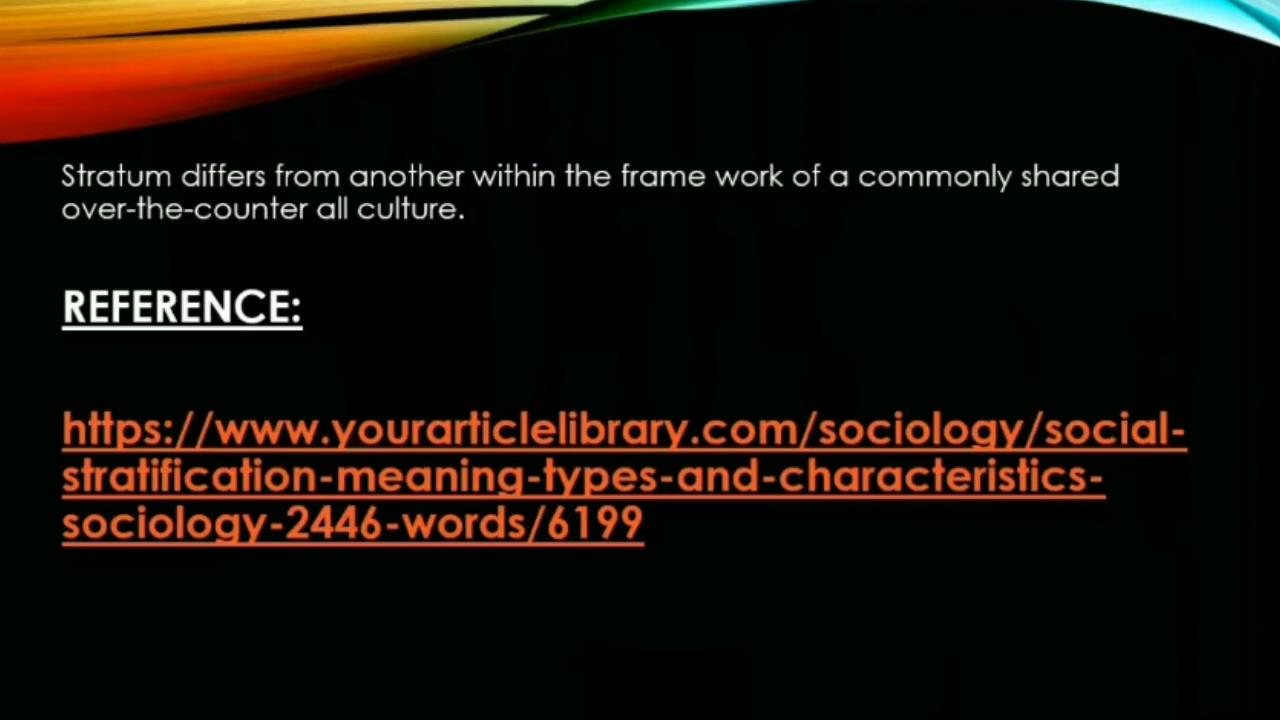 Stratum differs from another within the frame work of a commonly shared
over-the-counter all culture.
REFERENCE:
https://www.yourarticlelibrary.com/sociology/social-
stratification-meaning-types-and-characteristics-
sociology-2446-words/6199